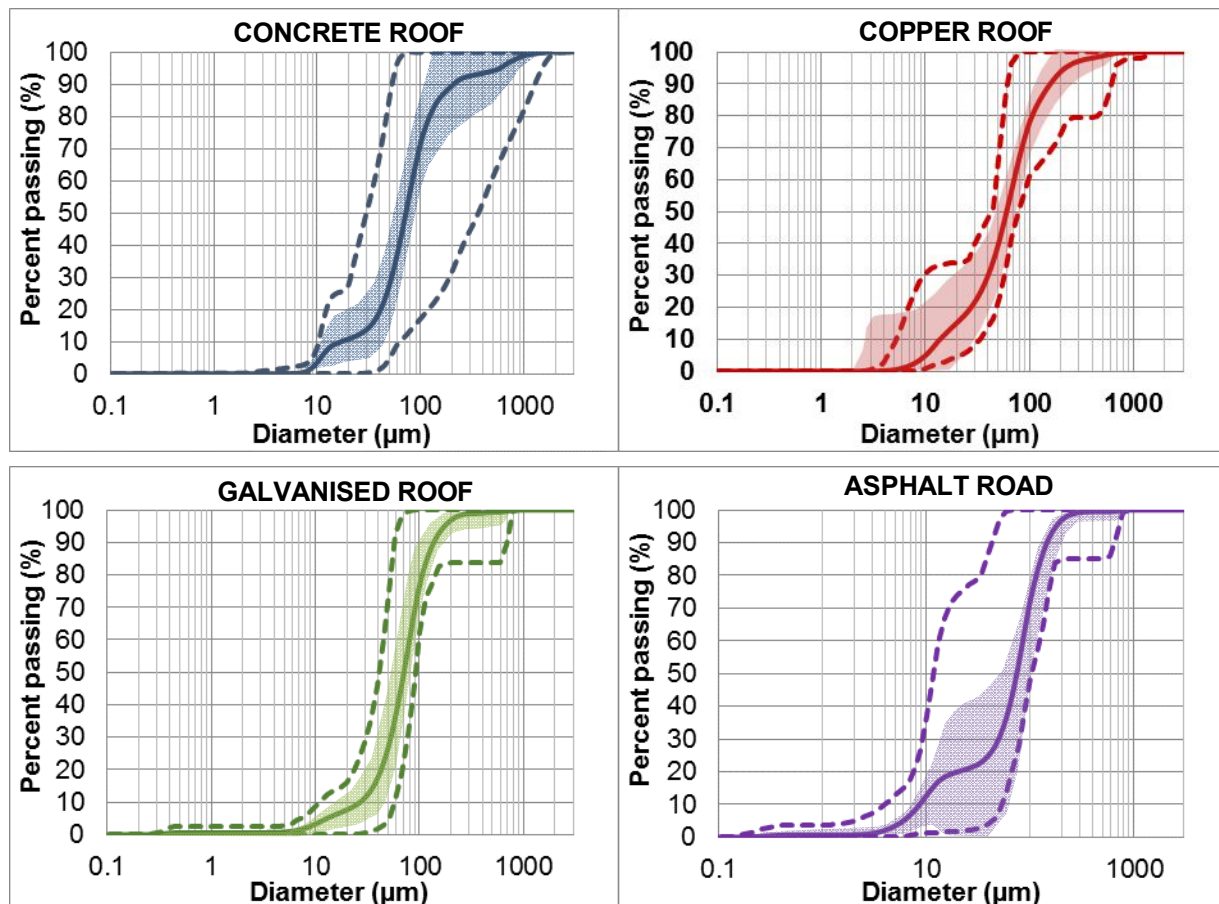 CONCRETE ROOF
Percent passing (%)
100
90
80
70
60
50
40
30
20
10
0
0.1 1 10 100 1000
Diameter (µm)
COPPER ROOF
Percent passing (%)
100
90
80
70
60
50
40
30
20
10
0
0.1 1 10 100 1000
Diameter (µm)
GALVANISED ROOF
Percent passing (%)
100
90
80
70
60
50
40
30
20
10
0
0.1 1 10 100 1000
Diameter (µm)
ASPHALT ROAD
Percent passing (%)
100
90
80
70
60
50
40
30
20
10
0
0.1 10 1000
Diameter (µm)